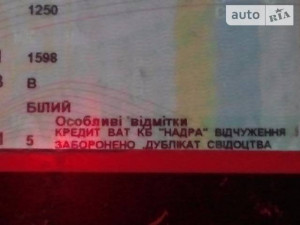 1250
auto RIA
1598
В
БІЛИЙ
Особливі відмітки
КРЕДИТ ВАТ КБ "НАДРА" ВІДЧУЖЕННЯ
5 ЗАБОРОНЕНО ,ДУБЛІКАТ СВІДОЦТВА